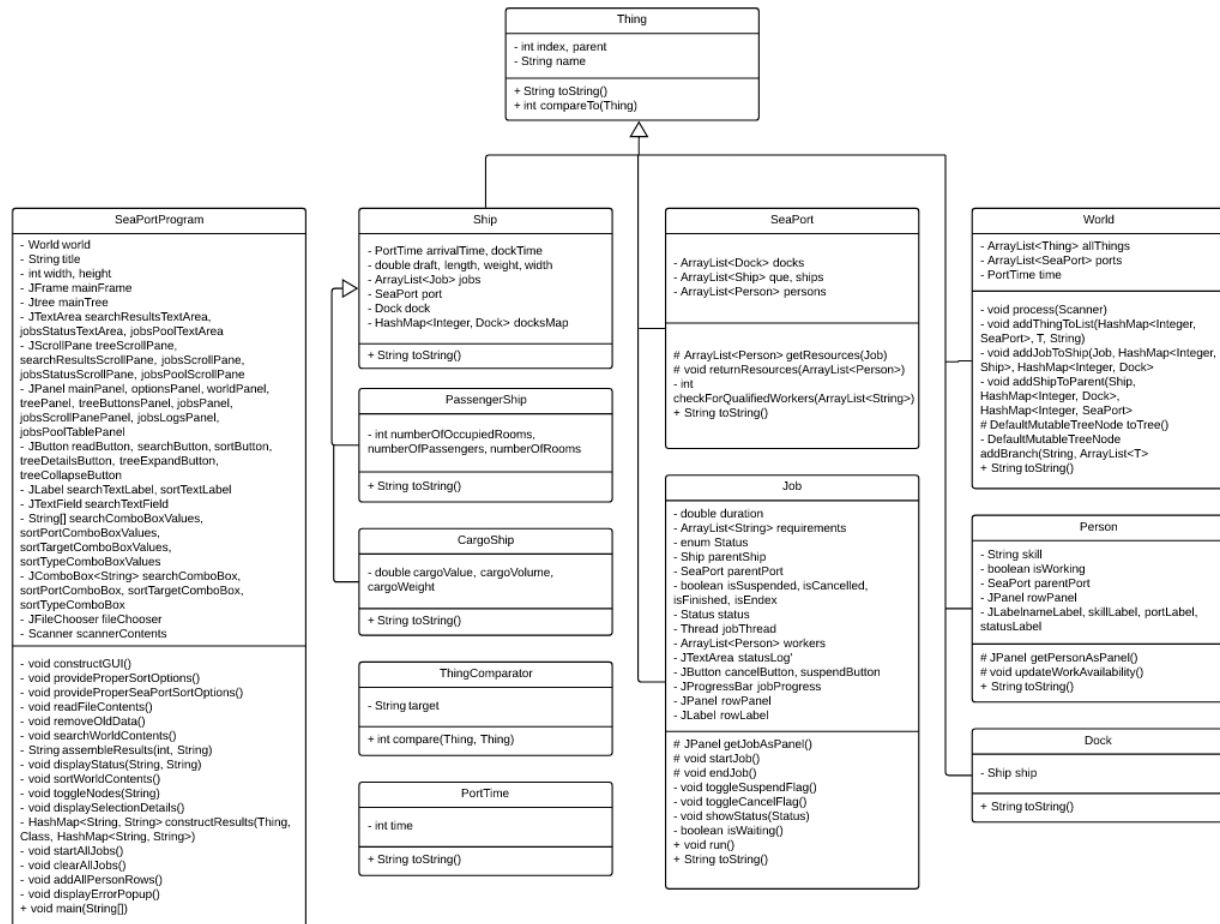 Thing
- int index, parent
- String name
+ String toString()
+ int compareTo(Thing)
SeaPortProgram
- World world
- String title
- int width, height
- JFrame mainFrame
- Jtree mainTree
- JTextArea searchResultsTextArea,
jobsStatusTextArea, jobsPoolTextArea
- JScrollPane treeScrollPane,
searchResultsScrollPane, jobsScrollPane,
jobsStatusScrollPane, jobsPoolScrollPane
- JPanel mainPanel, optionsPanel, worldPanel,
treePanel, treeButtonsPanel, jobsPanel,
jobsScrollPanePanel, jobsLogsPanel,
jobsPoolTablePanel
- JButton readButton, searchButton, sortButton,
treeDetailsButton, treeExpandButton,
treeCollapseButton
- JLabel searchTextLabel, sortTextLabel
- JTextField searchTextField
- String[] searchComboBoxValues,
sortPortComboBoxValues,
sortTargetComboBoxValues,
sortTypeComboBoxValues
- JComboBox<String> searchComboBox,
sortPortComboBox, sortTargetComboBox,
sortTypeComboBox
- JFileChooser fileChooser
- Scanner scannerContents
- void constructGUI()
- void provideProperSortOptions()
- void provideProperSeaPortSortOptions()
- void readFileContents()
- void removeOldData()
- void searchWorldContents()
- String assembleResults(int, String)
- void displayStatus(String, String)
- void sortWorldContents()
- void toggleNodes(String)
- void displaySelectionDetails()
- HashMap<String, String> constructResults(Thing,
Class, HashMap<String, String>)
- void startAllJobs()
- void clearAllJobs()
- void addAllPersonRows()
- void displayErrorPopup()
+ void main(String[])
Ship
- PortTime arrivalTime, dockTime
- double draft, length, weight, width
- ArrayList<Job> jobs
- SeaPort port
- Dock dock
- HashMap<Integer, Dock> docksMap
+ String toString()
PassengerShip
- int numberOfOccupiedRooms,
numberOfPassengers, numberOfRooms
+ String toString()
CargoShip
- double cargoValue, cargoVolume,
cargoWeight
+ String toString()
ThingComparator
- String target
+ int compare(Thing, Thing)
PortTime
- int time
+ String toString()
SeaPort
- ArrayList<Dock> docks
- ArrayList<Ship> que, ships
- ArrayList<Person> persons
# ArrayList<Person> getResources(Job)
# void returnResources(ArrayList<Person>)
- int
checkForQualifiedWorkers(ArrayList<String>)
+ String toString()
Job
- double duration
- ArrayList<String> requirements
- enum Status
- Ship parentShip
- SeaPort parentPort
- boolean isSuspended, isCancelled,
isFinished, isEndex
- Status status
- Thread jobThread
- ArrayList<Person> workers
- JTextArea statusLog'
- JButton cancelButton, suspendButton
- JProgressBar jobProgress
- JPanel rowPanel
- JLabel rowLabel
# JPanel getJobAsPanel()
# void startJob()
# void endJob()
- void toggleSuspendFlag()
- void toggleCancelFlag()
- void showStatus(Status)
- boolean isWaiting()
+ void run()
+ String toString()
World
- ArrayList<Thing> allThings
- ArrayList<SeaPort> ports
- PortTime time
- void process(Scanner)
- void addThingToList(HashMap<Integer,
SeaPort>, T, String)
- void addJobToShip(Job, HashMap<Integer,
Ship>, HashMap<Integer, Dock>
- void addShipToParent(Ship,
HashMap<Integer, Dock>,
HashMap<Integer, SeaPort>
# DefaultMutableTreeNode toTree()
- DefaultMutableTreeNode
addBranch(String, ArrayList<T>
+ String toString()
Person
- String skill
- boolean isWorking
- SeaPort parentPort
- JPanel rowPanel
- JLabelnameLabel, skillLabel, portLabel,
statusLabel
# JPanel getPersonAsPanel()
# void updateWorkAvailability()
+ String toString()
Dock
- Ship ship
+ String toString()